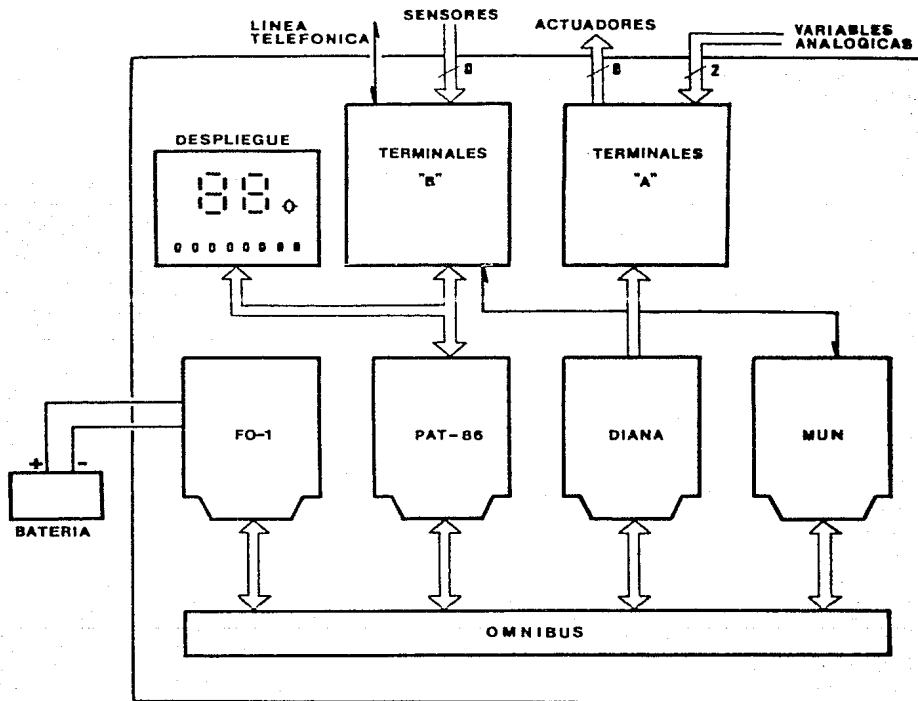 LINEA
TELEFONICA
SENSORES
ACTUADORES
VARIABLES
ANALOGICAS
8
2
DESPLIEGUE
TERMINALES
"B"
TERMINALES
"A"
88
FO-1
PAT-86
DIANA
MUN
+ -
BATERIA
OMNIBUS